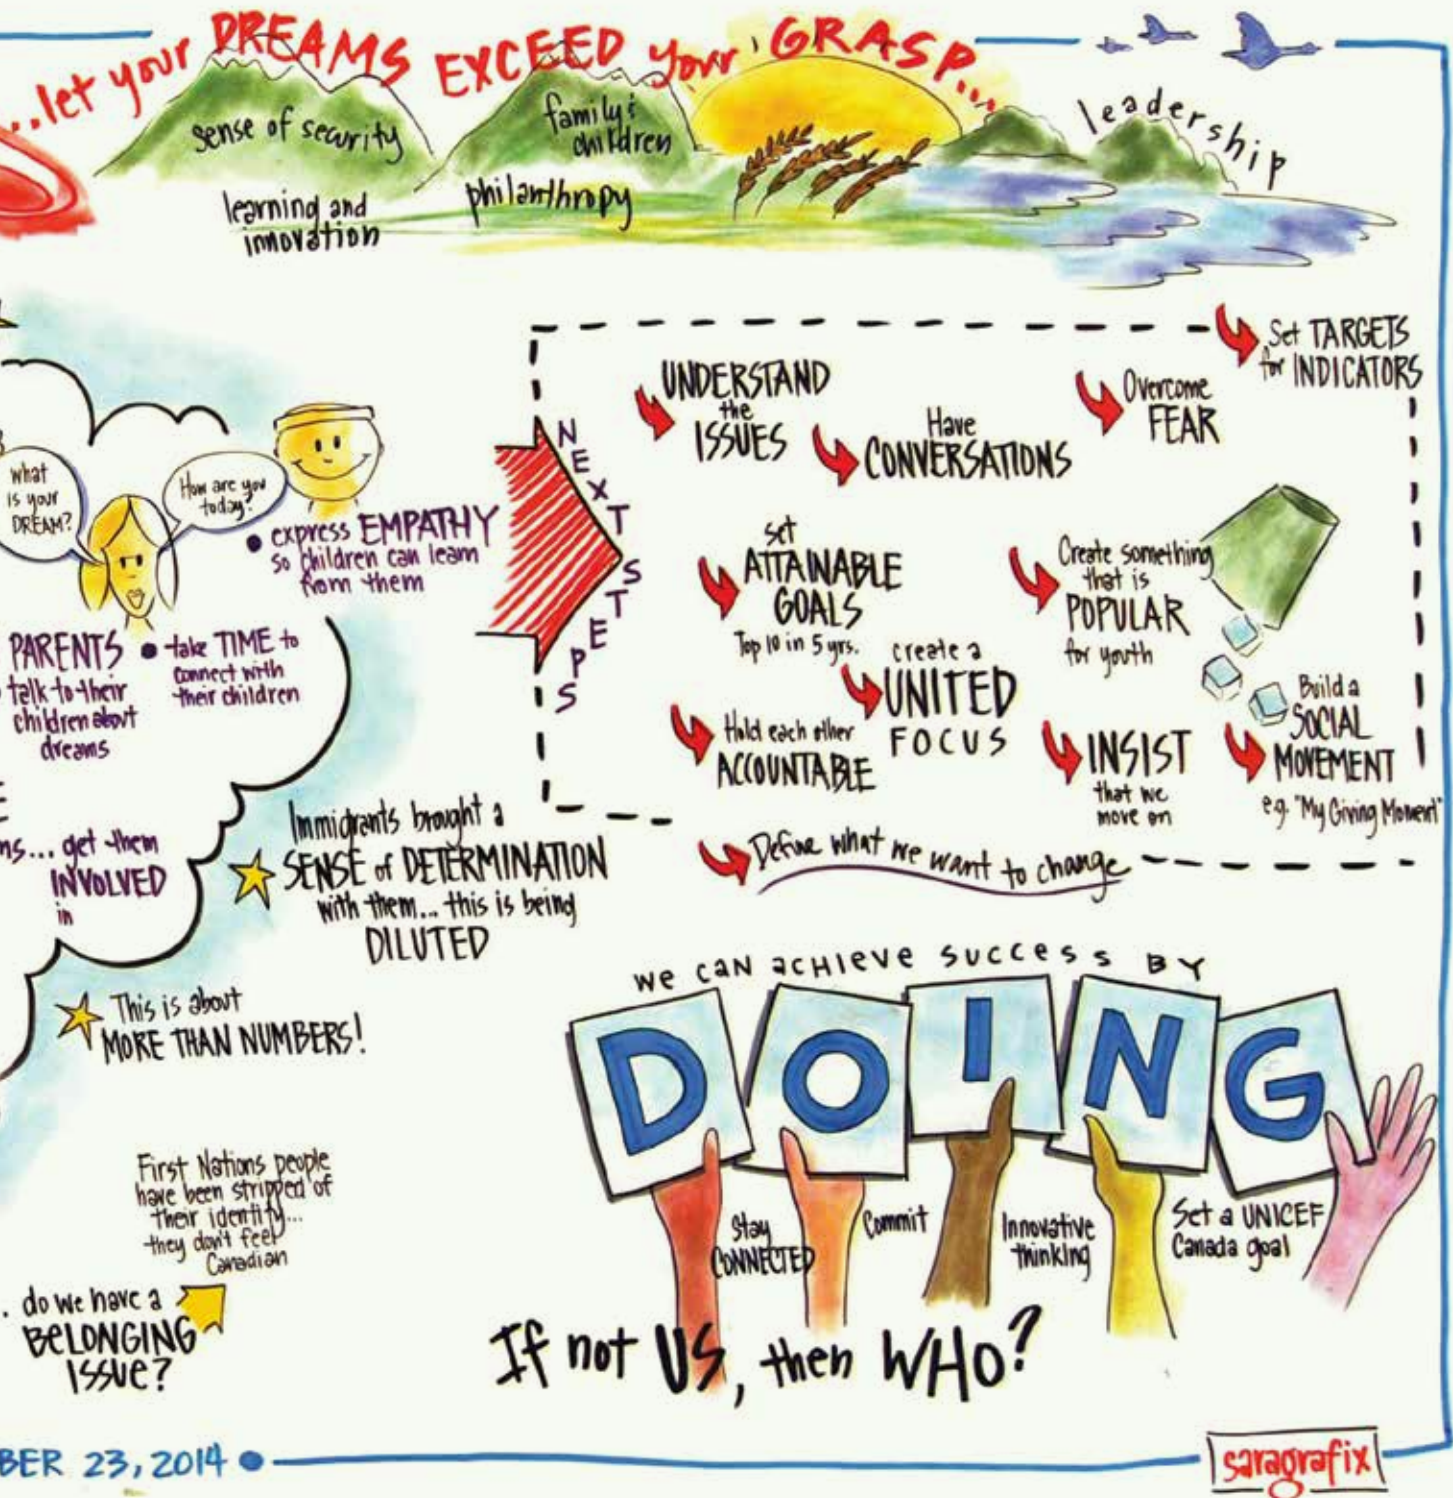 ...let your DREAMS EXCEED your GRASP...
sense of security
family &
children
learning and
innovation
philanthropy
leadership
what
is your
DREAM?
How are you
today?
• express EMPATHY
so children can learn
from them
PARENTS
talk to their
children about
dreams
• take TIME to
connect with
their children
... get them
INVOLVED
in
Immigrants brought a
SENSE of DETERMINATION
with them... this is being
DILUTED
This is about
MORE THAN NUMBERS!
First Nations people
have been stripped of
their identity...
they don't feel
Canadian
. do we have a
BELONGING
ISSUE?
NEXT STEPS
UNDERSTAND
the
ISSUES
Have
CONVERSATIONS
Overcome
FEAR
Set TARGETS
for INDICATORS
set
ATTAINABLE
GOALS
Top 10 in 5 yrs.
Create something
that is
POPULAR
for youth
Hold each other
ACCOUNTABLE
create a
UNITED
FOCUS
INSIST
that we
move on
Build a
SOCIAL
MOVEMENT
e.g. "My Giving Moment"
Define what we want to change
we can achieve success by
DOING
Stay
CONNECTED
Commit
Innovative
thinking
Set a UNICEF
Canada goal
If not US, then WHO?
BER 23, 2014 •
saragrafix